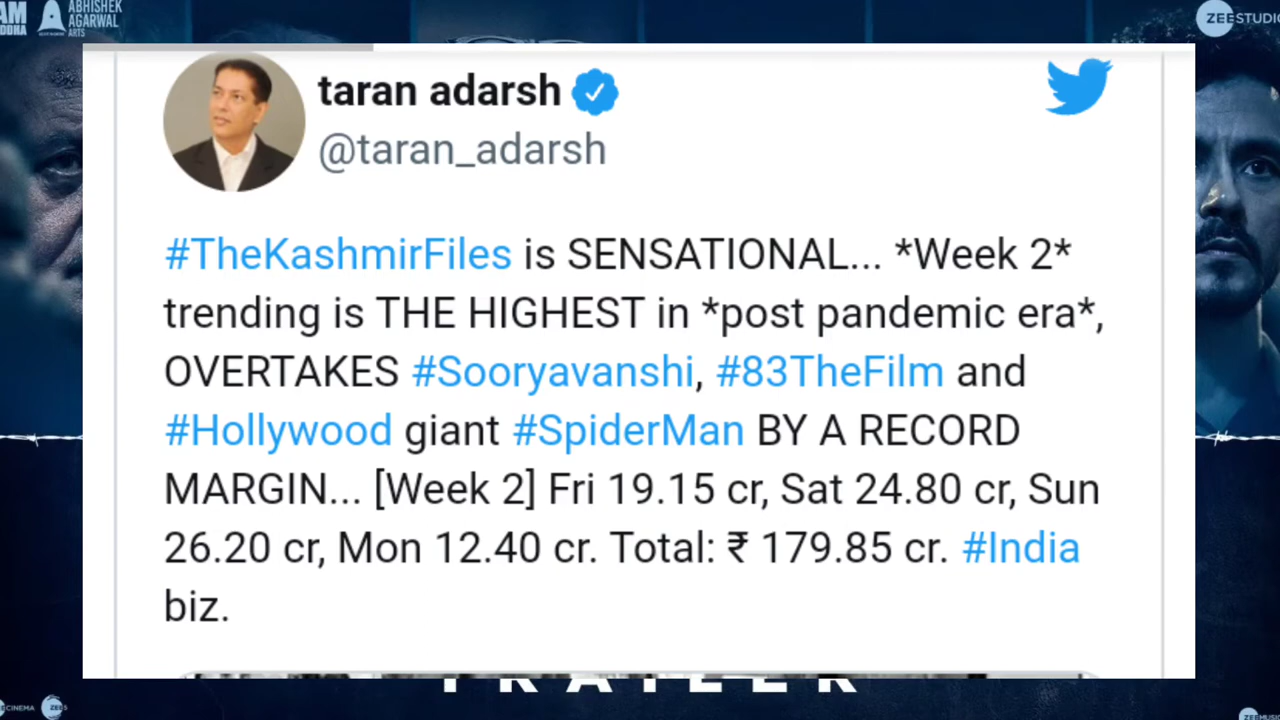 ABHISHEK
AGARWAL
ARTS
ZEE STUDIO
taran adarsh
@taran_adarsh
#TheKashmirFiles is SENSATIONAL... *Week 2*
trending is THE HIGHEST in *post pandemic era*,
OVERTAKES #Sooryavanshi, #83TheFilm and
#Hollywood giant #SpiderMan BY A RECORD
MARGIN... [Week 2] Fri 19.15 cr, Sat 24.80 cr, Sun
26.20 cr, Mon 12.40 cr. Total: ₹ 179.85 cr. #India
biz.
TRAILER